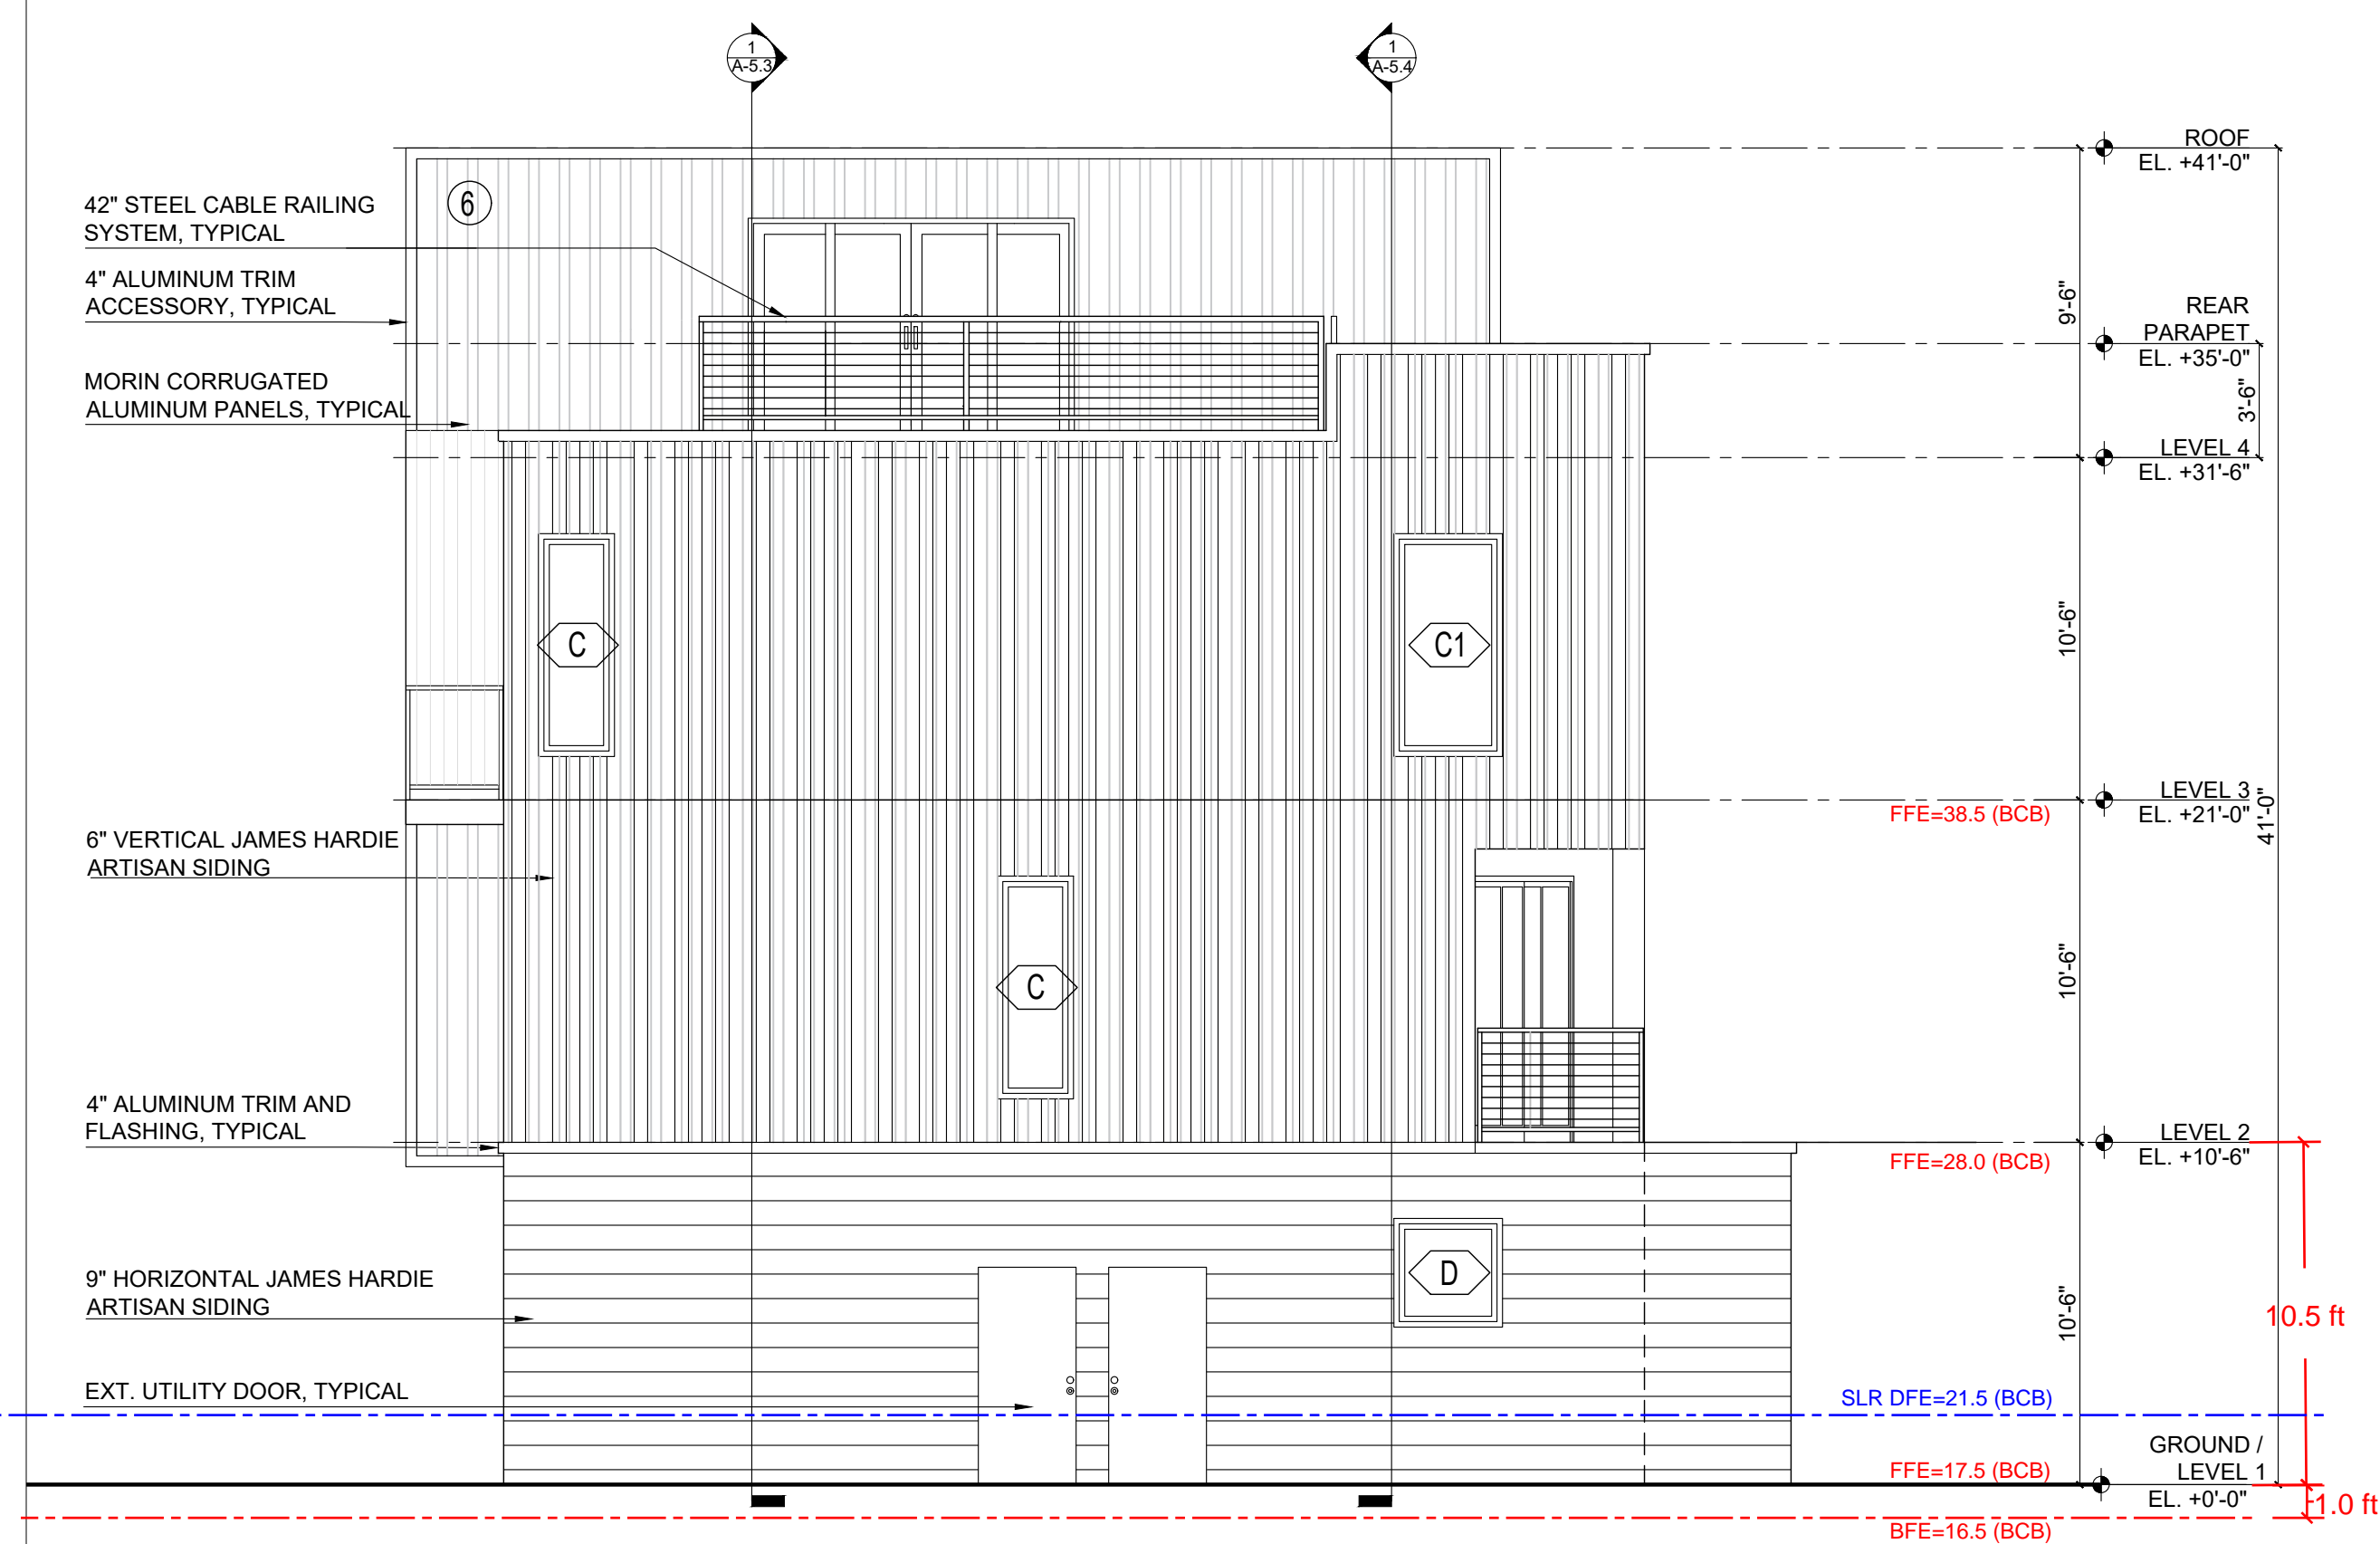 1
A-5.3
1
A-5.4
ROOF
EL. +41'-0"
6
42" STEEL CABLE RAILING
SYSTEM, TYPICAL
4" ALUMINUM TRIM
ACCESSORY, TYPICAL
9'-6"
REAR
PARAPET
EL. +35'-0"
MORIN CORRUGATED
ALUMINUM PANELS, TYPICAL
3'-6"
LEVEL 4
EL. +31'-6"
C
C1
10'-6"
LEVEL 3
EL. +21'-0"
FFE=38.5 (BCB)
41'-0"
6" VERTICAL JAMES HARDIE
ARTISAN SIDING
C
10'-6"
4" ALUMINUM TRIM AND
FLASHING, TYPICAL
LEVEL 2
EL. +10'-6"
FFE=28.0 (BCB)
9" HORIZONTAL JAMES HARDIE
ARTISAN SIDING
D
10'-6"
10.5 ft
EXT. UTILITY DOOR, TYPICAL
SLR DFE=21.5 (BCB)
GROUND /
LEVEL 1
EL. +0'-0"
FFE=17.5 (BCB)
1.0 ft
BFE=16.5 (BCB)